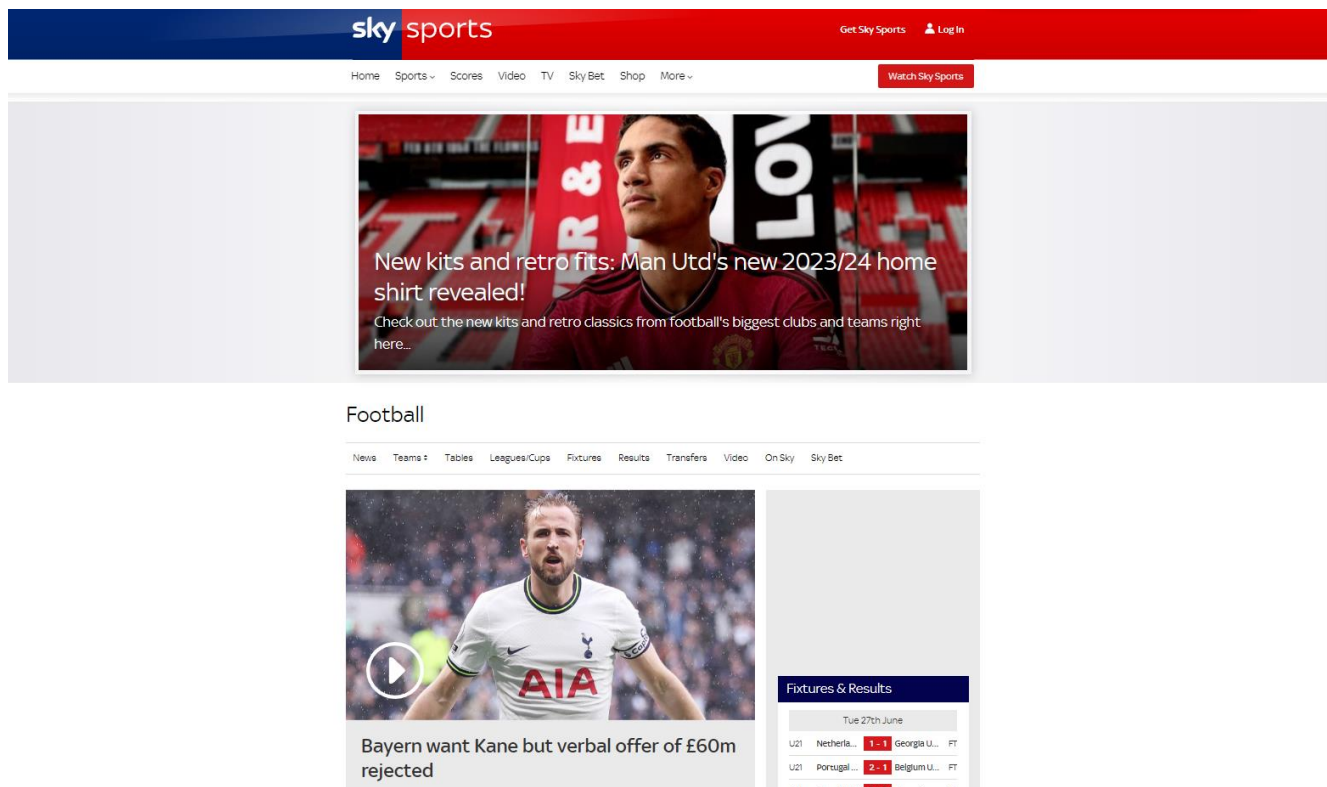 sky sports
Get Sky Sports Log In
Home Sports Scores Video TV Sky Bet Shop More
Watch Sky Sports
ER & E
LOV
New kits and retro fits: Man Utd's new 2023/24 home
shirt revealed!
Check out the new kits and retro classics from football's biggest clubs and teams right
here...
Football
News Teams Tables Leagues/Cups Fixtures Results Transfers Video On Sky Sky Bet
AIA
Bayern want Kane but verbal offer of £60m
rejected
Fixtures & Results
Tue 27th June
U21 Netherla... 1 - 1 Georgia U... FT
U21 Portugal ... 2 - 1 Belgium U... FT